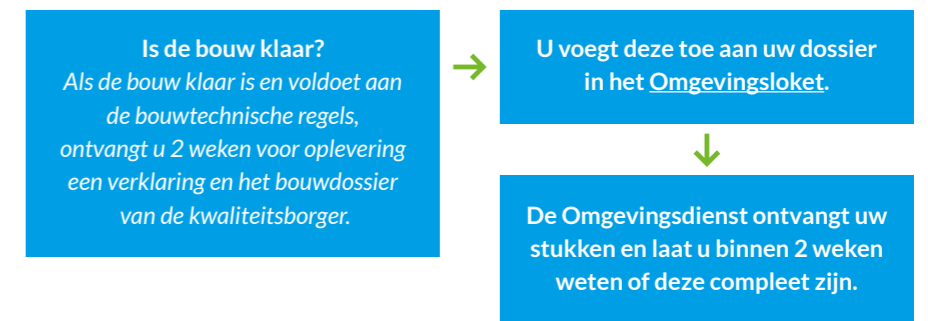 Is de bouw klaar?
Als de bouw klaar is en voldoet aan
de bouwtechnische regels,
ontvangt u 2 weken voor oplevering
een verklaring en het bouwdossier
van de kwaliteitsborger.
U voegt deze toe aan uw dossier
in het Omgevingsloket.
De Omgevingsdienst ontvangt uw
stukken en laat u binnen 2 weken
weten of deze compleet zijn.